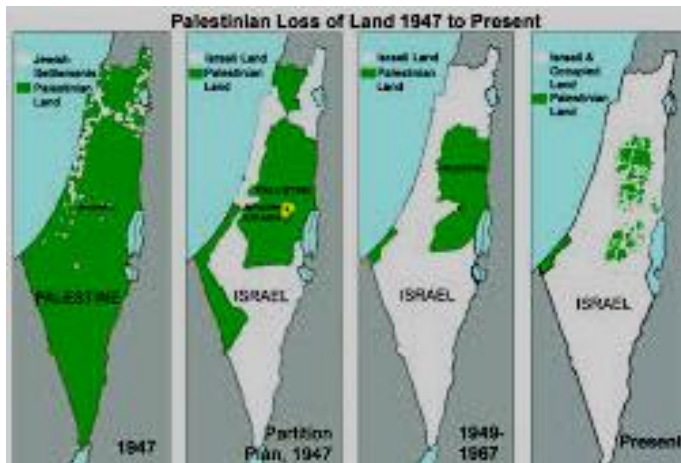 Palestinian Loss of Land 1947 to Present
Jewish
Settlements
Palestinian
Land
PALESTINE
1947
Israeli Land
Palestinian
Land
ISRAEL
Partition
Plan, 1947
Israeli Land
Palestinian
Land
ISRAEL
1949-
1967
Israeli &
Occupied
Land
Palestinian
Land
ISRAEL
Present